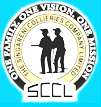 ONE FAMILY, ONE VISION, ONE MISSION
THE SINGARENI COLLIERIES COMPANY LIMITED
SCCL